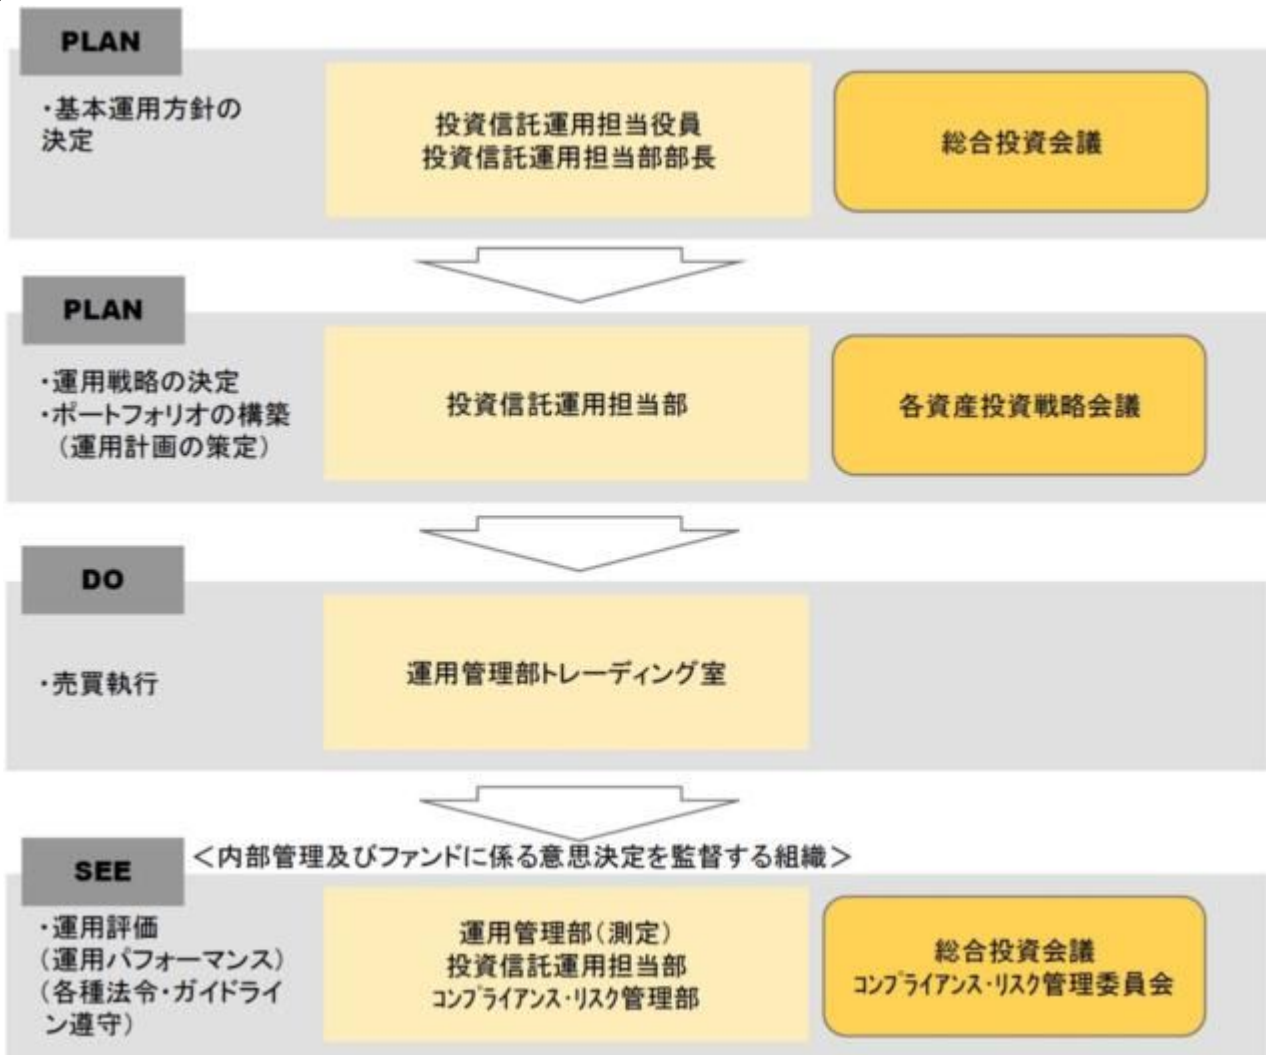 PLAN
・基本運用方針の
決定
投資信託運用担当役員
投資信託運用担当部部長
総合投資会議
PLAN
・運用戦略の決定
・ポートフォリオの構築
(運用計画の策定)
投資信託運用担当部
各資産投資戦略会議
DO
・売買執行
運用管理部トレーディング室
SEE
＜内部管理及びファンドに係る意思決定を監督する組織＞
・運用評価
(運用パフォーマンス)
(各種法令・ガイドライ
ン遵守)
運用管理部(測定)
投資信託運用担当部
ｺﾝﾌﾟﾗｲｱﾝｽ・ﾘｽｸ管理部
総合投資会議
ｺﾝﾌﾟﾗｲｱﾝｽ・ﾘｽｸ管理委員会